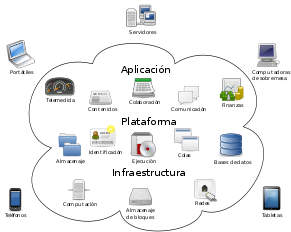 Servidores
Portátiles
Aplicación
Computadoras
de sobremesa
Telemedida
Contenidos
Colaboración
Comunicación
Finanzas
Plataforma
Almacenaje
Identificación
Ejecución
Colas
Bases de datos
Infraestructura
Teléfonos
Computación
Almacenaje
de bloques
Redes
Tabletas